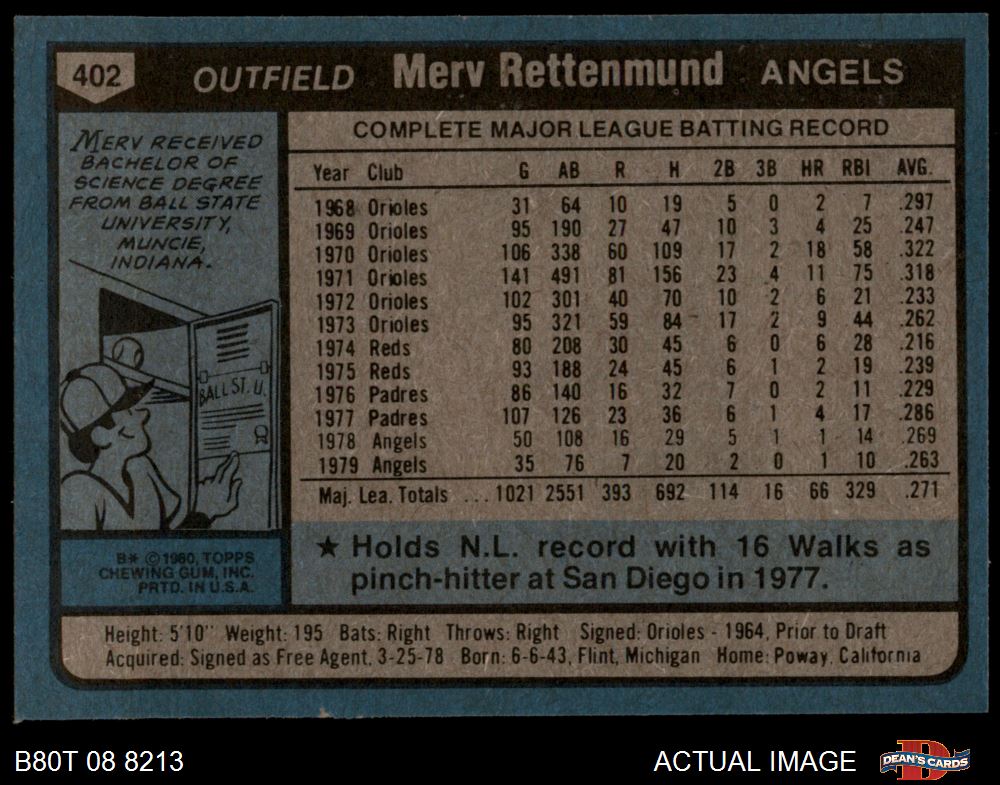 402 OUTFIELD Merv Rettenmund ANGELS
MERV RECEIVED
BACHELOR OF
SCIENCE DEGREE
FROM BALL STATE
UNIVERSITY,
MUNCIE,
INDIANA.
BALL ST. U.
B* ©1980, TOPPS
CHEWING GUM, INC.
PRTD. IN U.S.A.
COMPLETE MAJOR LEAGUE BATTING RECORD
Year Club G AB R H 2B 3B HR RBI AVG.
1968 Orioles 31 64 10 19 5 0 2 7 .297
1969 Orioles 95 190 27 47 10 3 4 25 .247
1970 Orioles 106 338 60 109 17 2 18 58 .322
1971 Orioles 141 491 81 156 23 4 11 75 .318
1972 Orioles 102 301 40 70 10 2 6 21 .233
1973 Orioles 95 321 59 84 17 2 9 44 .262
1974 Reds 80 208 30 45 6 0 6 28 .216
1975 Reds 93 188 24 45 6 1 2 19 .239
1976 Padres 86 140 16 32 7 0 2 11 .229
1977 Padres 107 126 23 36 6 1 4 17 .286
1978 Angels 50 108 16 29 5 1 1 14 .269
1979 Angels 35 76 7 20 2 0 1 10 .263
Maj. Lea. Totals ... 1021 2551 393 692 114 16 66 329 .271
★ Holds N.L. record with 16 Walks as
pinch-hitter at San Diego in 1977.
Height: 5'10" Weight: 195 Bats: Right Throws: Right Signed: Orioles - 1964, Prior to Draft
Acquired: Signed as Free Agent, 3-25-78 Born: 6-6-43, Flint, Michigan Home: Poway, California
B80T 08 8213 ACTUAL IMAGE D DEAN'S CARDS